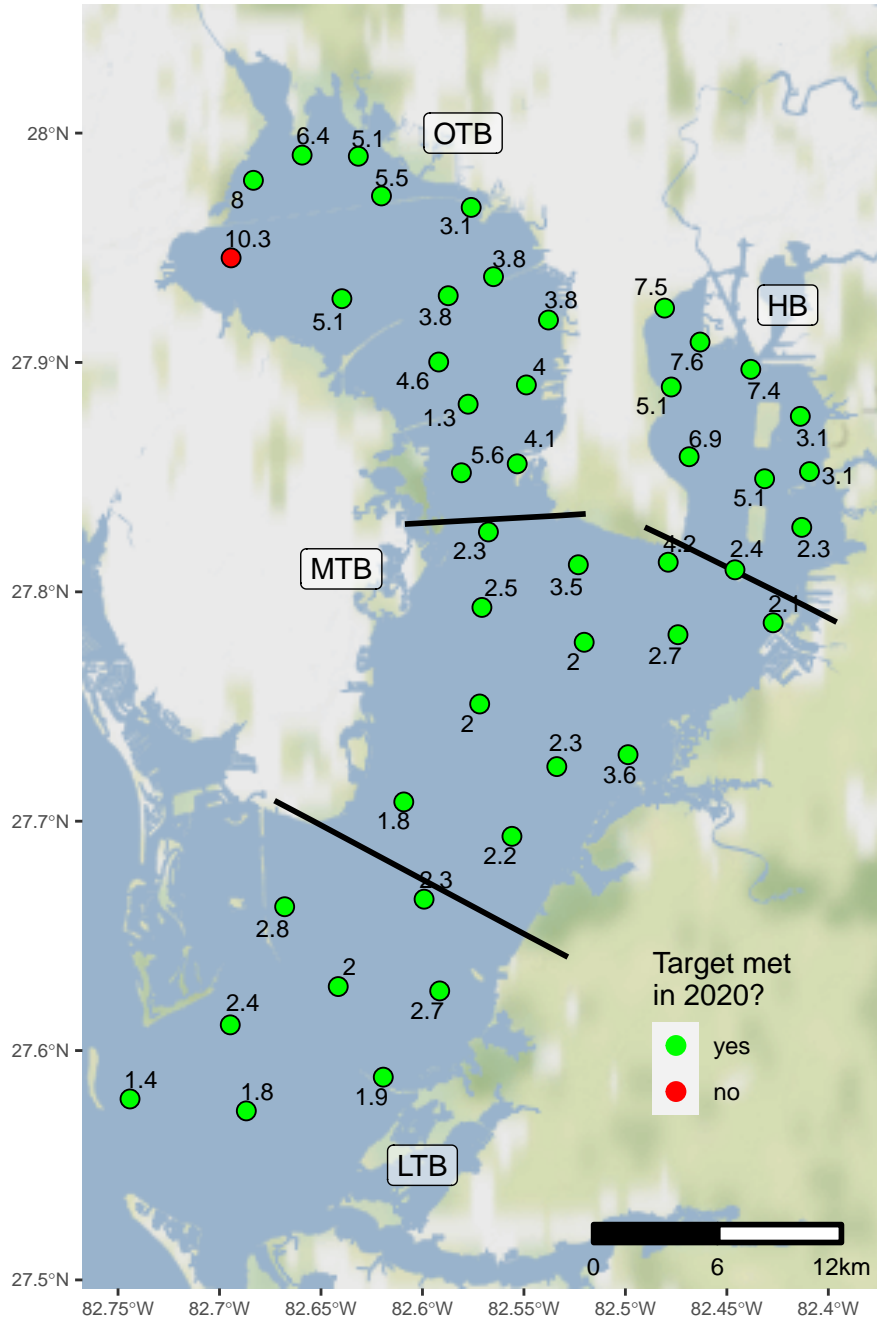 6.4
5.1
OTB
28°N
8
5.5
3.1
10.3
3.8
7.5
HB
5.1
3.8
3.8
27.9°N
7.6
4.6
4
7.4
5.1
1.3
3.1
6.9
4.1
5.6
3.1
5.1
2.3
4.2
2.4
2.3
MTB
3.5
27.8°N
2.5
2.1
2
2.7
2
2.3
3.6
27.7°N
1.8
2.2
2.3
2.8
Target met
in 2020?
2
2.4
2.7
yes
27.6°N
1.4
1.8
1.9
no
LTB
0 6 12km
27.5°N
82.75°W 82.7°W 82.65°W 82.6°W 82.55°W 82.5°W 82.45°W 82.4°W